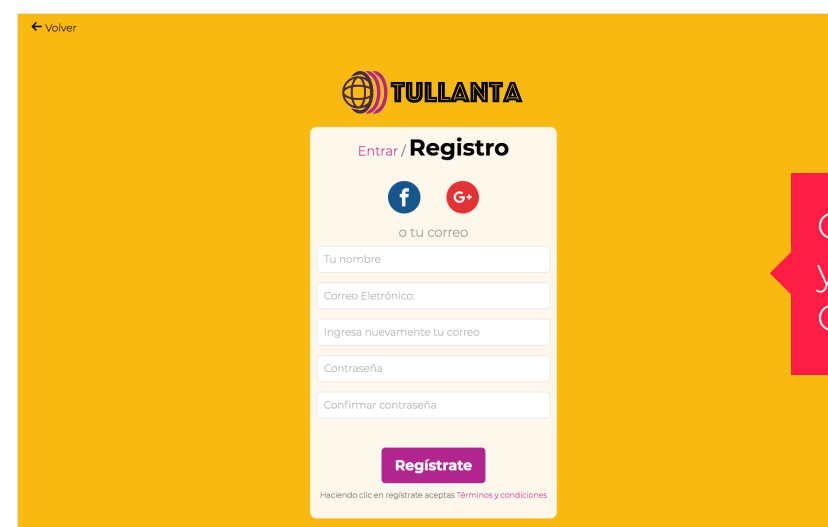 Volver
TULLANTA
Entrar / Registro
f G+
o tu correo
Tu nombre
Correo Eletrónico:
Ingresa nuevamente tu correo
Contraseña
Confirmar contraseña
Regístrate
Haciendo clic en regístrate aceptas Términos y condiciones